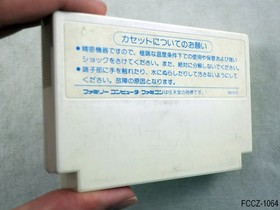 カセットについてのお願い
●精密機器ですので、極端な温度条件下での使用や保管および強い
ショックをさけてください。また、絶対に分解しないでください。
●端子部に手を触れたり、水にぬらしたりして汚さないようにして
ください。故障の原因となります。
ファミリーコンピュータ・ファミコンは任天堂の商標です。
FCCZ-1064